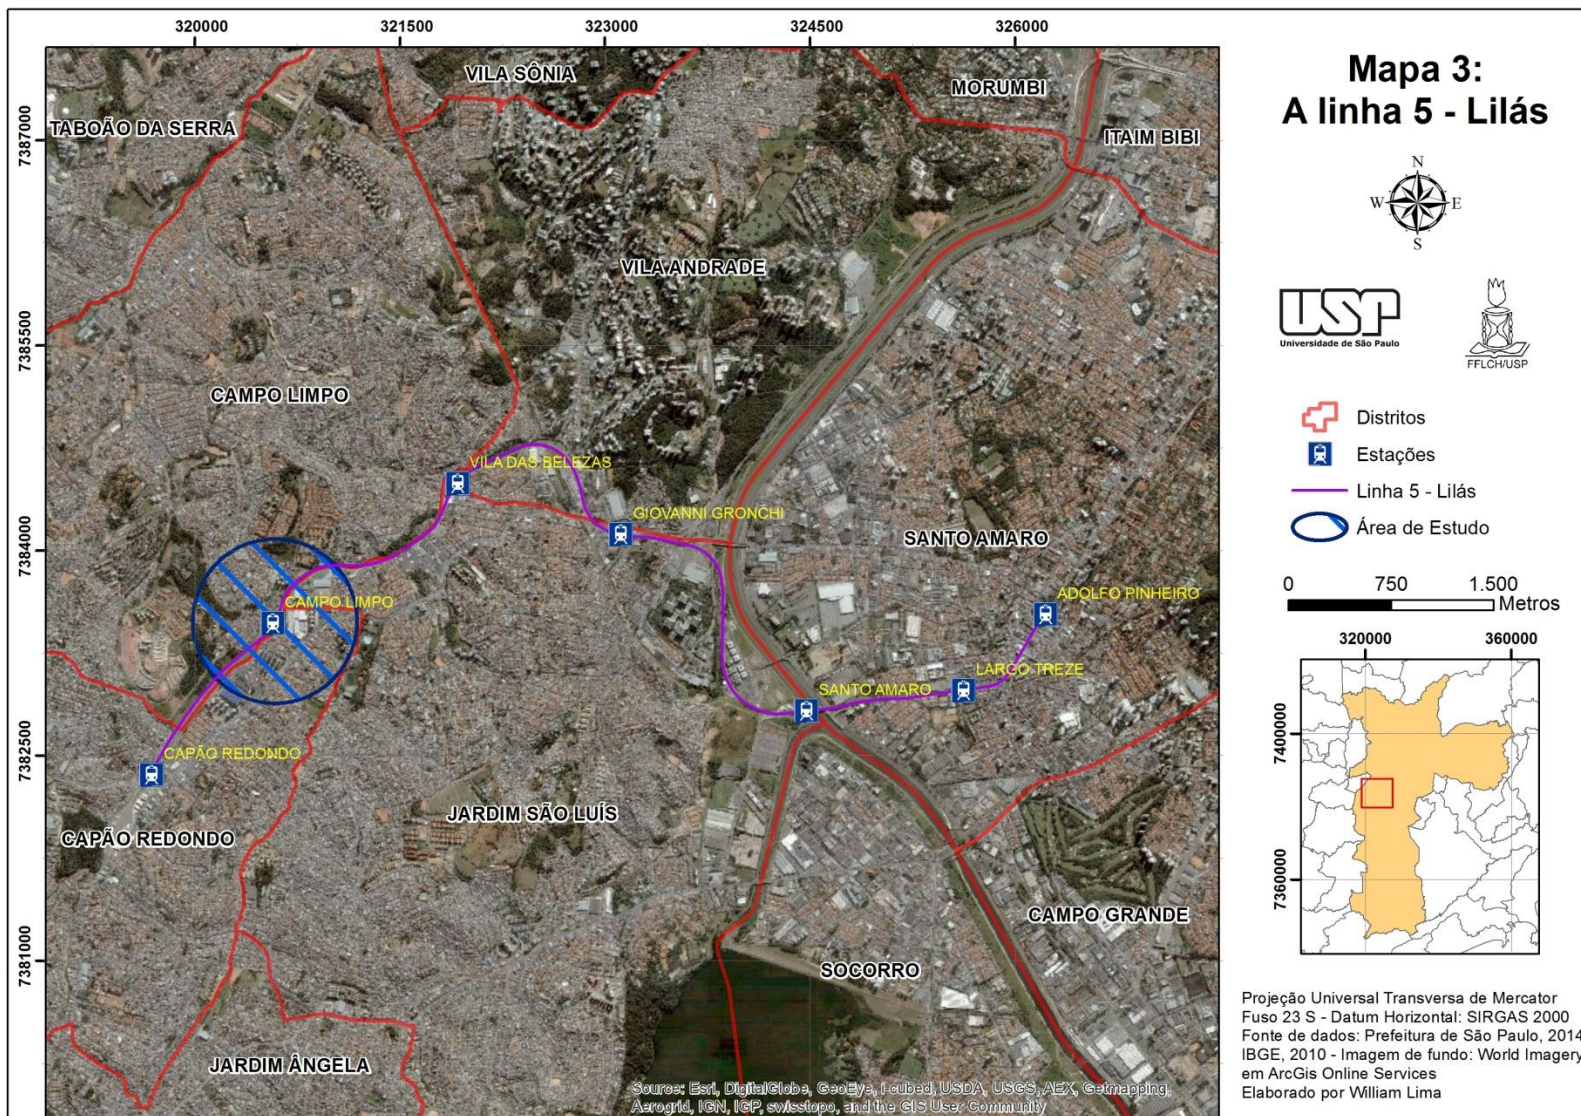 320000 321500 323000 324500 326000
7387000
7385500
7384000
7382500
7381000
VILA SÔNIA
MORUMBI
TABOÃO DA SERRA
ITAIM BIBI
VILA ANDRADE
CAMPO LIMPO
VILA DAS BELEZAS
GIOVANNI GRONCHI
SANTO AMARO
CAMPO LIMPO
ADOLFO PINHEIRO
LARGO TREZE
SANTO AMARO
CAPÃO REDONDO
JARDIM SÃO LUÍS
CAPÃO REDONDO
CAMPO GRANDE
SOCORRO
JARDIM ÂNGELA
Source: Esri, DigitalGlobe, GeoEye, i-cubed, USDA, USGS, AEX, Getmapping,
Aerogrid, IGN, IGP, swisstopo, and the GIS User Community
Mapa 3:
A linha 5 - Lilás
N
W E
S
USP
Universidade de São Paulo
FFLCH/USP
Distritos
Estações
Linha 5 - Lilás
Área de Estudo
0 750 1.500
Metros
320000 360000
7400000
7360000
Projeção Universal Transversa de Mercator
Fuso 23 S - Datum Horizontal: SIRGAS 2000
Fonte de dados: Prefeitura de São Paulo, 2014
IBGE, 2010 - Imagem de fundo: World Imagery
em ArcGis Online Services
Elaborado por William Lima